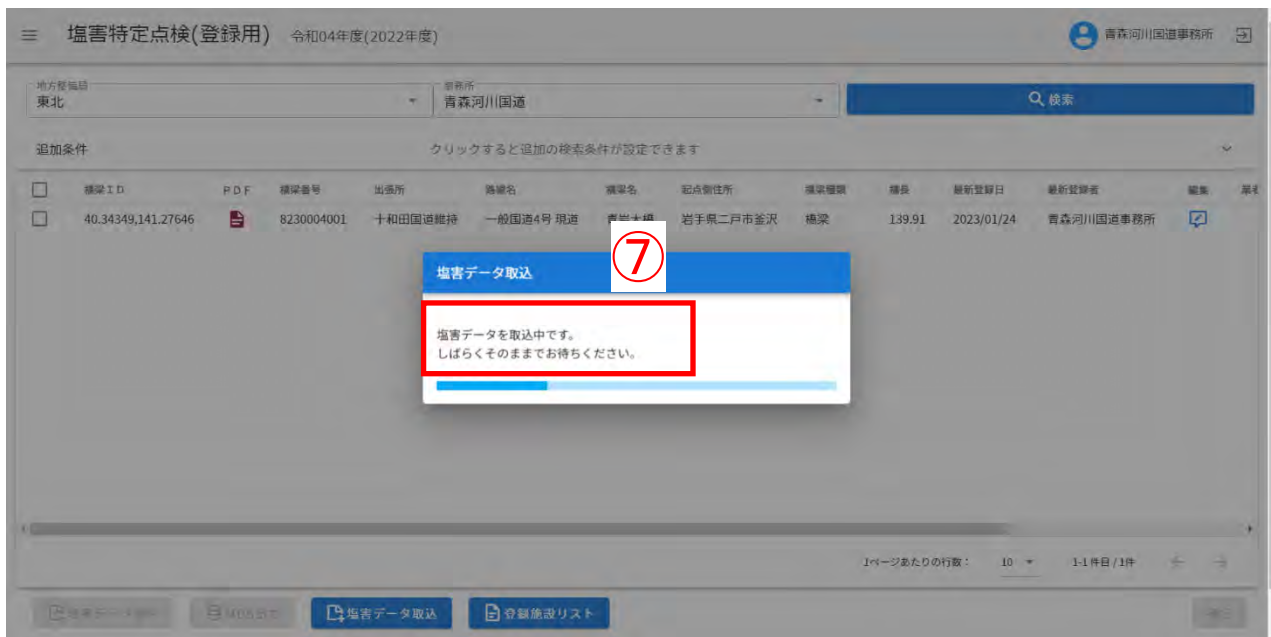 塩害特定点検(登録用) 令和04年度(2022年度) 青森河川国道事務所
地方整備局 事務所
東北 青森河川国道 検索
追加条件 クリックすると追加の検索条件が設定できます
橋梁ID PDF 橋梁番号 出張所 路線名 橋梁名 起点側住所 橋梁種類 橋長 最新登録日 最新登録者 編集
40.34349,141.27646 8230004001 十和田国道維持 一般国道4号 現道 岩手県二戸市釜沢 橋梁 139.91 2023/01/24 青森河川国道事務所
⑦
塩害データ取込
塩害データを取込中です。
しばらくそのままでお待ちください。
1ページあたりの行数: 10 1-1 件目 / 1件
塩害データ取込 登録施設リスト